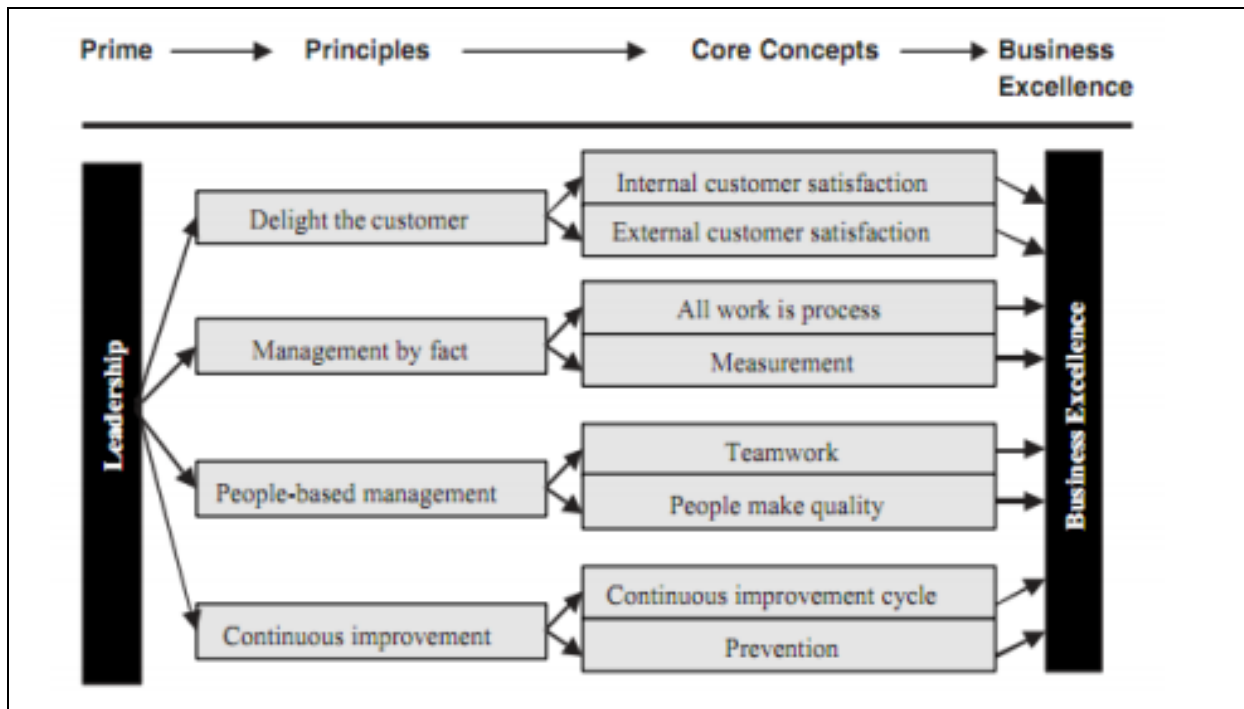 Prime Principles Core Concepts Business
Excellence
Leadership
Delight the customer
Internal customer satisfaction
External customer satisfaction
Management by fact
All work is process
Measurement
People-based management
Teamwork
People make quality
Continuous improvement
Continuous improvement cycle
Prevention
Business Excellence